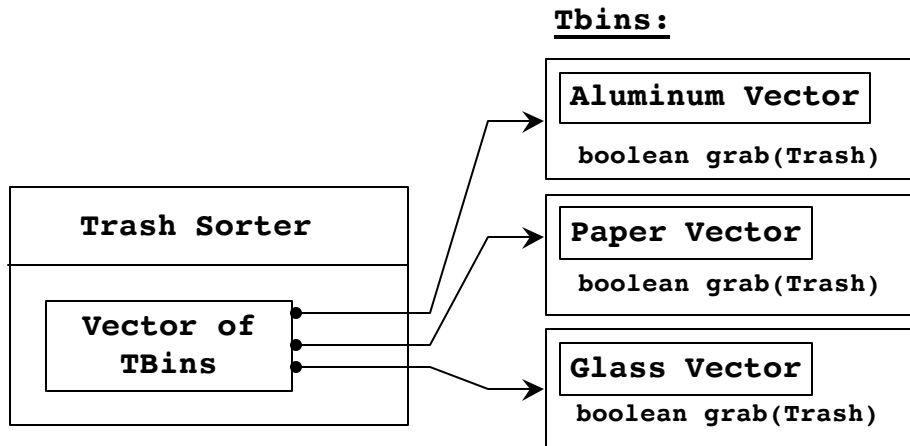 Tbins:
Aluminum Vector
boolean grab(Trash)
Trash Sorter
Vector of
TBins
Paper Vector
boolean grab(Trash)
Glass Vector
boolean grab(Trash)